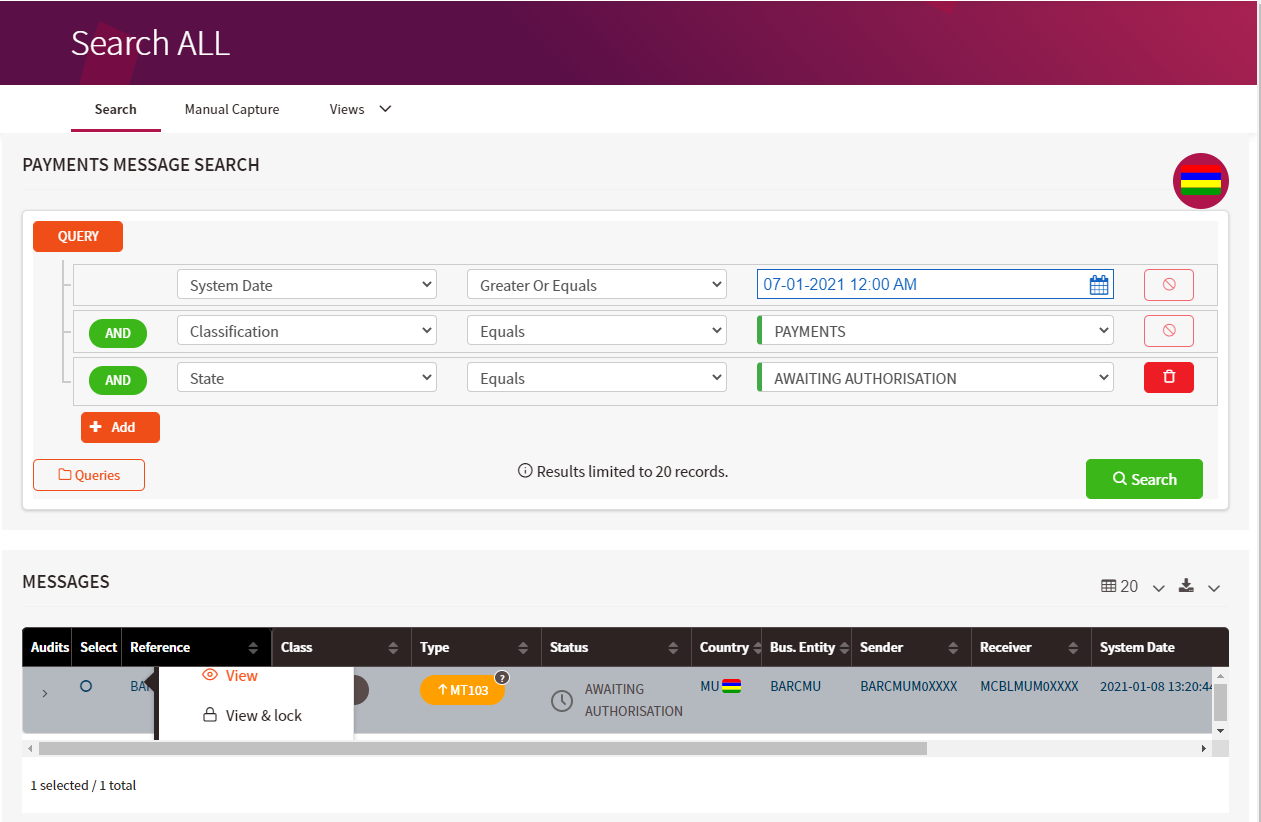 Search ALL
Search Manual Capture Views
PAYMENTS MESSAGE SEARCH
QUERY
System Date Greater Or Equals 07-01-2021 12:00 AM
AND Classification Equals PAYMENTS
AND State Equals AWAITING AUTHORISATION
+ Add
Queries Results limited to 20 records. Search
MESSAGES
20
Audits Select Reference Class Type Status Country Bus. Entity Sender Receiver System Date
View
MT103 ? AWAITING MU BARCMU BARCMUM0XXXX MCBLMUM0XXXX 2021-01-08 13:20:44
AUTHORISATION
View & lock
1 selected / 1 total